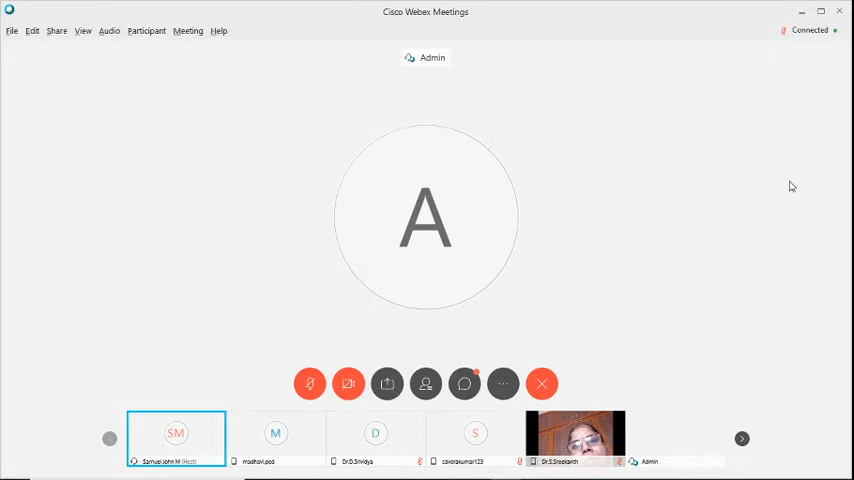 Cisco Webex Meetings
File Edit Share View Audio Participant Meeting Help
Connected
Admin
A
SM M D S
Samuel John M (Host) madhavi.pod Dr.D.Srividya saverakumar123 Dr.S.Sreekanth Admin